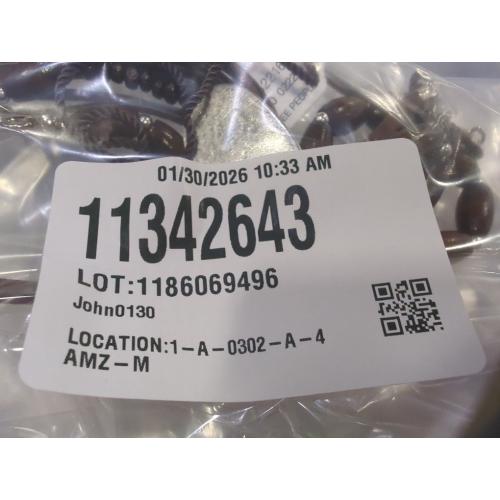 01/30/2026 10:33 AM
11342643
LOT:1186069496
John0130
LOCATION:1-A-0302-A-4
AMZ-M